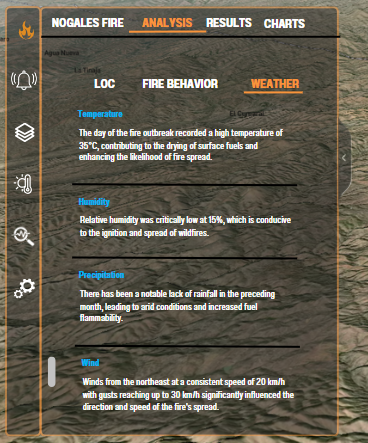 NOGALES FIRE ANALYSIS RESULTS CHARTS
Agua Nueva
La Crespa
LOC FIRE BEHAVIOR WEATHER
Temperature
The day of the fire outbreak recorded a high temperature of
35°C, contributing to the drying of surface fuels and
enhancing the likelihood of fire spread.
Humidity
Relative humidity was critically low at 15%, which is conducive
to the ignition and spread of wildfires.
Precipitation
There has been a notable lack of rainfall in the preceding
month, leading to arid conditions and increased fuel
flammability.
Wind
Winds from the northeast at a consistent speed of 20 km/h
with gusts reaching up to 30 km/h significantly influenced the
direction and speed of the fire's spread.